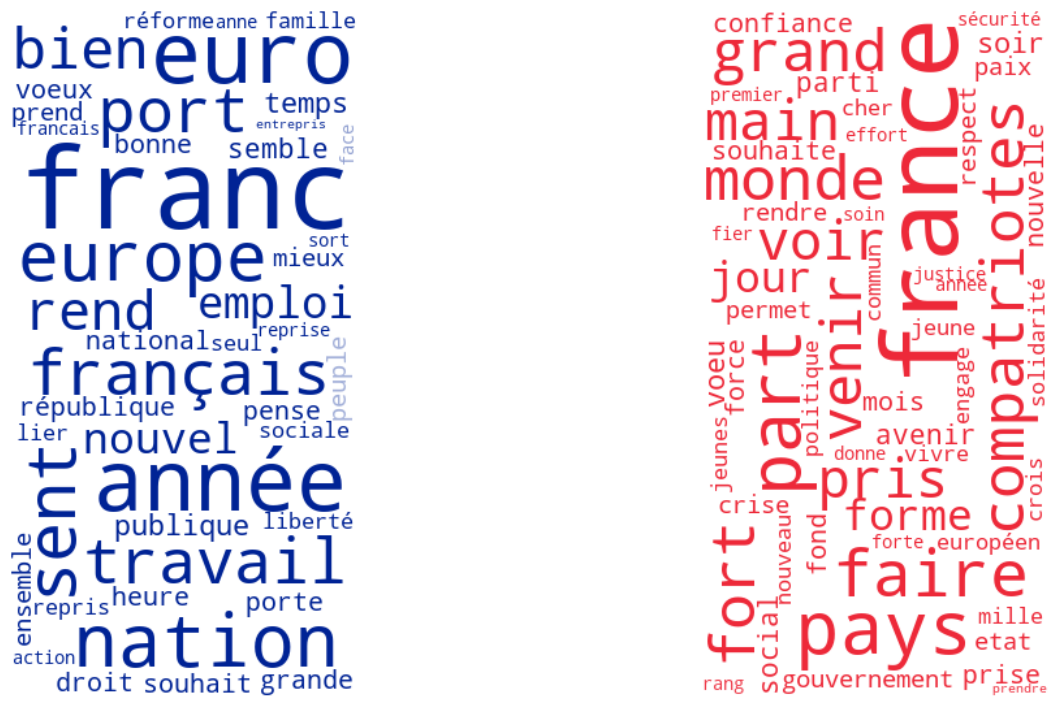 réforme anne famille
bien euro
voeux
prend port temps
francais entrepris
bonne semble face
franc
sort
europe mieux
rend emploi
reprise
national seul
français peuple
république pense
lier nouvel sociale
sent année
publique liberté
travail
ensemble
repris heure porte
nation
action
droit souhait grande
confiance sécurité
grand france soir
parti paix
premier cher
main effort respect
souhaite compatriotes
monde nouvelle
rendre soin
fier voir
commun
jour justice
année
permet venir solidarité
jeune
voeu part
force politique engage
mois
jeunes avenir
donne vivre
pris crois
crise forme
fort nouveau fond
forte européen
faire
social pays mille
etat
rang gouvernement prise
prendre